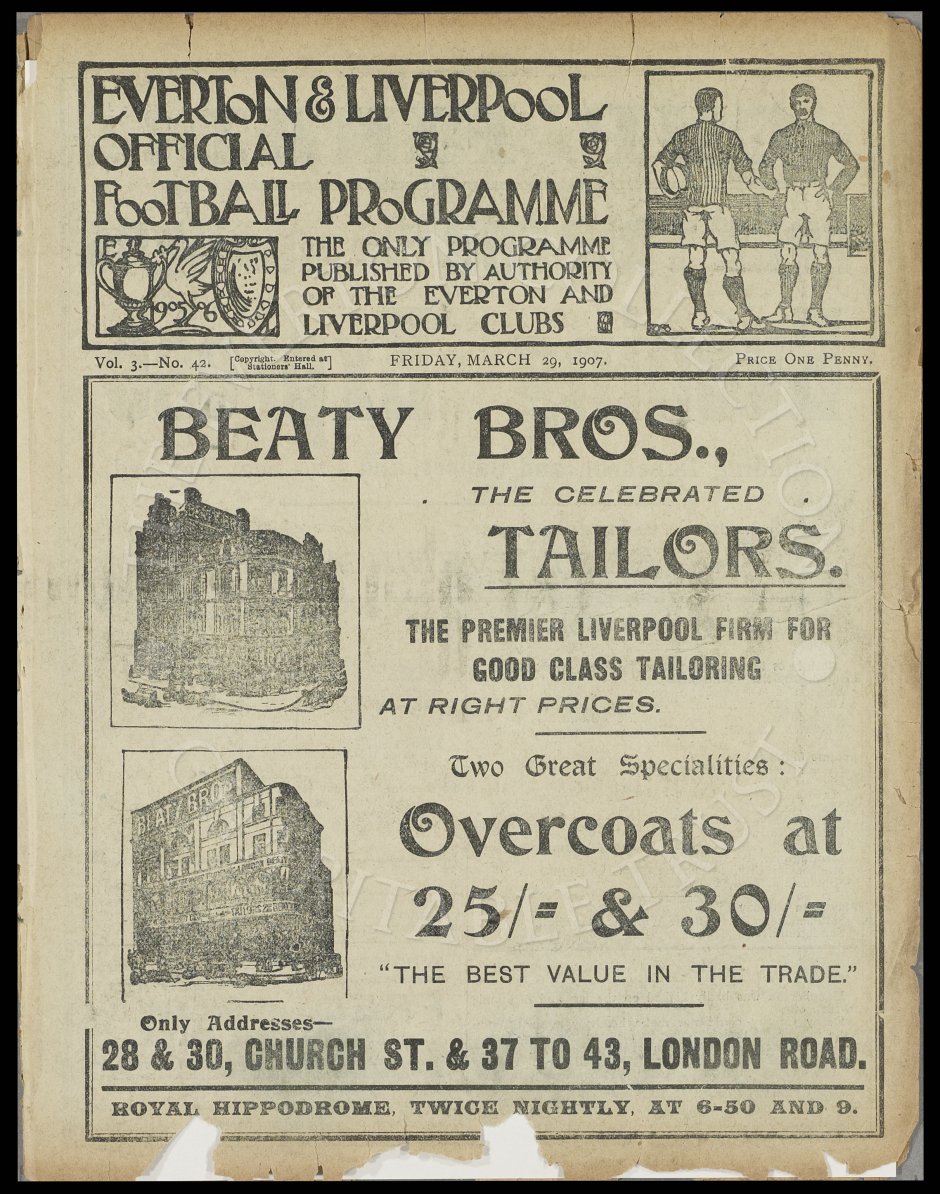 EVERTON & LIVERPOOL
OFFICIAL
FOOTBALL PROGRAMME
THE ONLY PROGRAMME
PUBLISHED BY AUTHORITY
OF THE EVERTON AND
LIVERPOOL CLUBS
1905 06
Vol. 3.—No. 42. [Copyright. Entered at Stationers' Hall.] FRIDAY, MARCH 29, 1907. PRICE ONE PENNY.
BEATY BROS.,
THE CELEBRATED
TAILORS.
THE PREMIER LIVERPOOL FIRM FOR
GOOD CLASS TAILORING
AT RIGHT PRICES.
Two Great Specialities:
BEATY BROS
Overcoats at
25/= & 30/=
"THE BEST VALUE IN THE TRADE."
Only Addresses—
28 & 30, CHURCH ST. & 37 TO 43, LONDON ROAD.
ROYAL HIPPODROME, TWICE NIGHTLY, AT 6-50 AND 9.